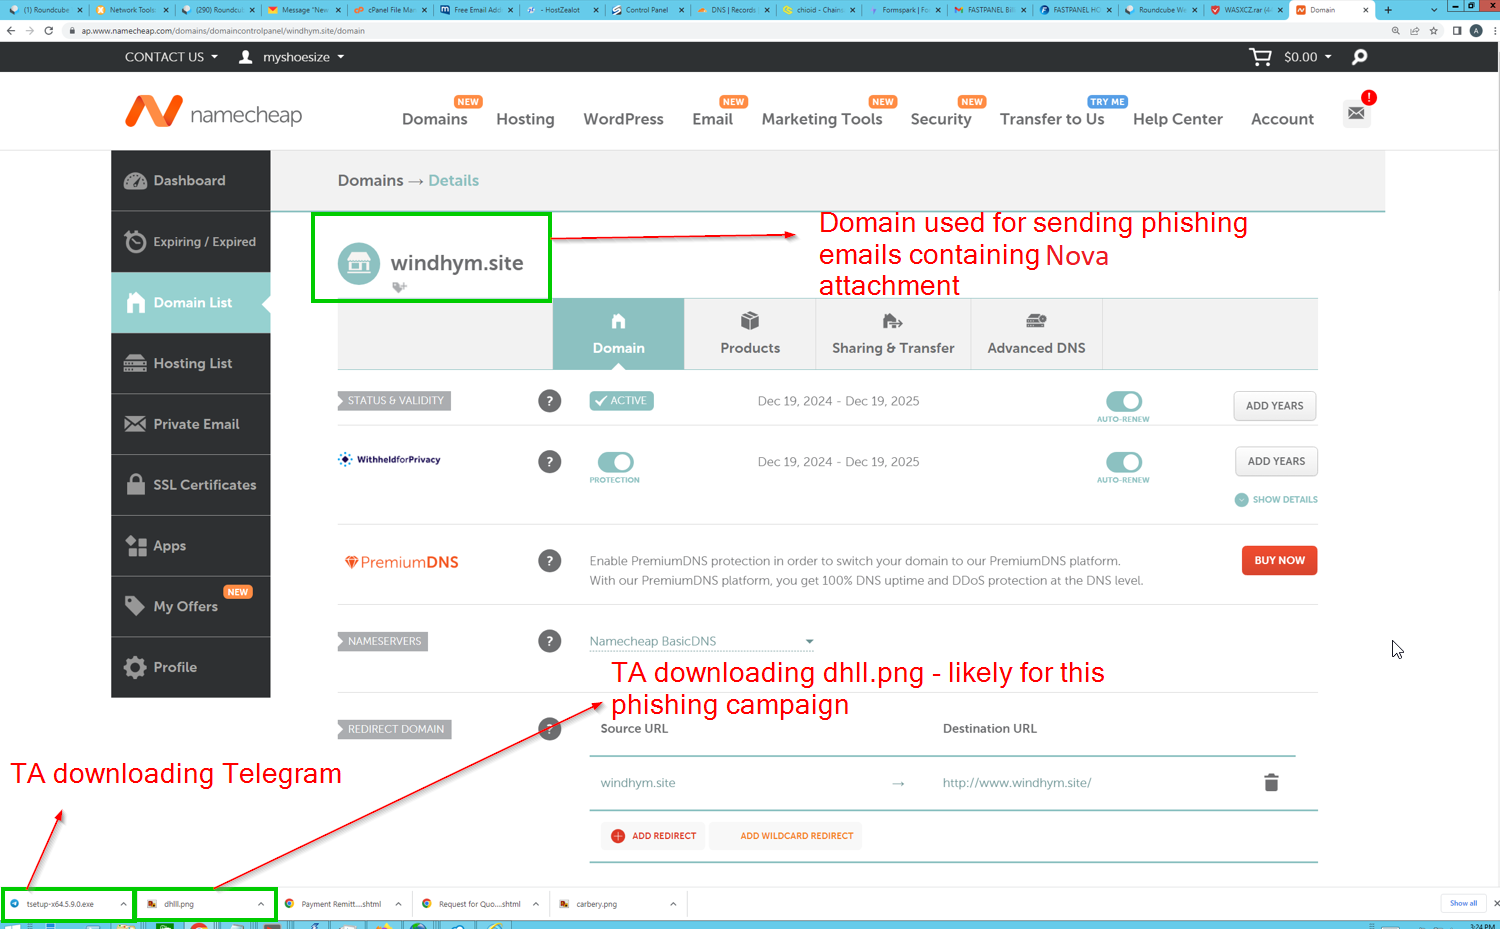 (1) Roundcube
Network Tools:
(290) Roundcu
Message "New
cPanel File Man
Free Email Addr
- HostZealot
Control Panel
DNS | Records
chioid - Chains
Formspark | Fo
FASTPANEL Bill
FASTPANEL HO
Roundcube We
WASXCZ.rar (44
Domain
ap.www.namecheap.com/domains/domaincontrolpanel/windhym.site/domain
A
CONTACT US
myshoesize
$0.00
namecheap
NEW
NEW
NEW
NEW
TRY ME
!
Domains
Hosting
WordPress
Email
Marketing Tools
Security
Transfer to Us
Help Center
Account
Dashboard
Domains → Details
Expiring / Expired
windhym.site
Domain used for sending phishing
emails containing Nova
attachment
Domain List
Hosting List
Domain
Products
Sharing & Transfer
Advanced DNS
Private Email
STATUS & VALIDITY
?
ACTIVE
Dec 19, 2024 - Dec 19, 2025
AUTO-RENEW
ADD YEARS
WithheldforPrivacy
?
PROTECTION
Dec 19, 2024 - Dec 19, 2025
AUTO-RENEW
ADD YEARS
SHOW DETAILS
SSL Certificates
Apps
PremiumDNS
?
Enable PremiumDNS protection in order to switch your domain to our PremiumDNS platform.
With our PremiumDNS platform, you get 100% DNS uptime and DDoS protection at the DNS level.
BUY NOW
My Offers
NEW
NAMESERVERS
?
Namecheap BasicDNS
Profile
TA downloading dhll.png - likely for this
phishing campaign
REDIRECT DOMAIN
?
Source URL
Destination URL
windhym.site
→
http://www.windhym.site/
ADD REDIRECT
ADD WILDCARD REDIRECT
TA downloading Telegram
tsetup-x64.5.9.0.exe
dhlll.png
Payment Remitt....shtml
Request for Quo....shtml
carbery.png
Show all
3:24 PM